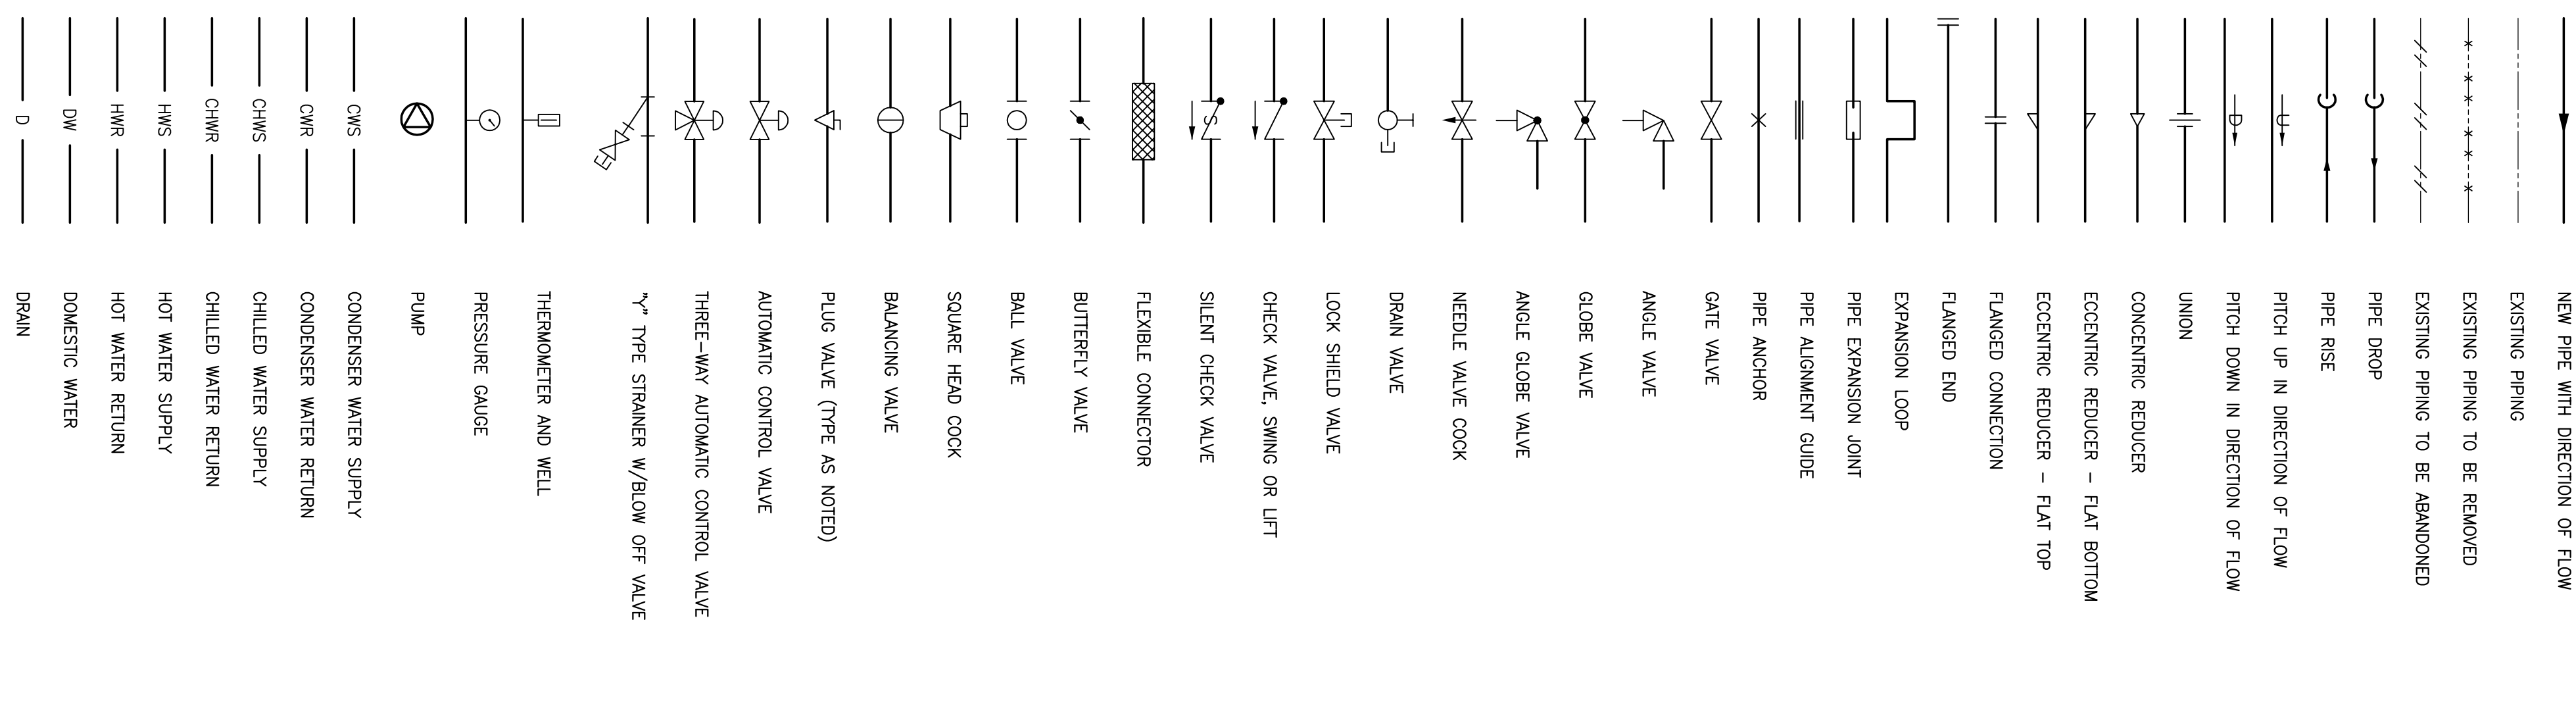 NEW PIPE WITH DIRECTION OF FLOW
EXISTING PIPING
EXISTING PIPING TO BE REMOVED
EXISTING PIPING TO BE ABANDONED
PIPE DROP
PIPE RISE
U PITCH UP IN DIRECTION OF FLOW
D PITCH DOWN IN DIRECTION OF FLOW
UNION
CONCENTRIC REDUCER
ECCENTRIC REDUCER - FLAT BOTTOM
ECCENTRIC REDUCER - FLAT TOP
FLANGED CONNECTION
FLANGED END
EXPANSION LOOP
PIPE EXPANSION JOINT
PIPE ALIGNMENT GUIDE
PIPE ANCHOR
GATE VALVE
ANGLE VALVE
GLOBE VALVE
ANGLE GLOBE VALVE
NEEDLE VALVE COCK
DRAIN VALVE
LOCK SHIELD VALVE
CHECK VALVE, SWING OR LIFT
S SILENT CHECK VALVE
FLEXIBLE CONNECTOR
BUTTERFLY VALVE
BALL VALVE
SQUARE HEAD COCK
BALANCING VALVE
PLUG VALVE (TYPE AS NOTED)
AUTOMATIC CONTROL VALVE
THREE-WAY AUTOMATIC CONTROL VALVE
"Y" TYPE STRAINER W/BLOW OFF VALVE
THERMOMETER AND WELL
PRESSURE GAUGE
PUMP
CWS CONDENSER WATER SUPPLY
CWR CONDENSER WATER RETURN
CHWS CHILLED WATER SUPPLY
CHWR CHILLED WATER RETURN
HWS HOT WATER SUPPLY
HWR HOT WATER RETURN
DW DOMESTIC WATER
D DRAIN